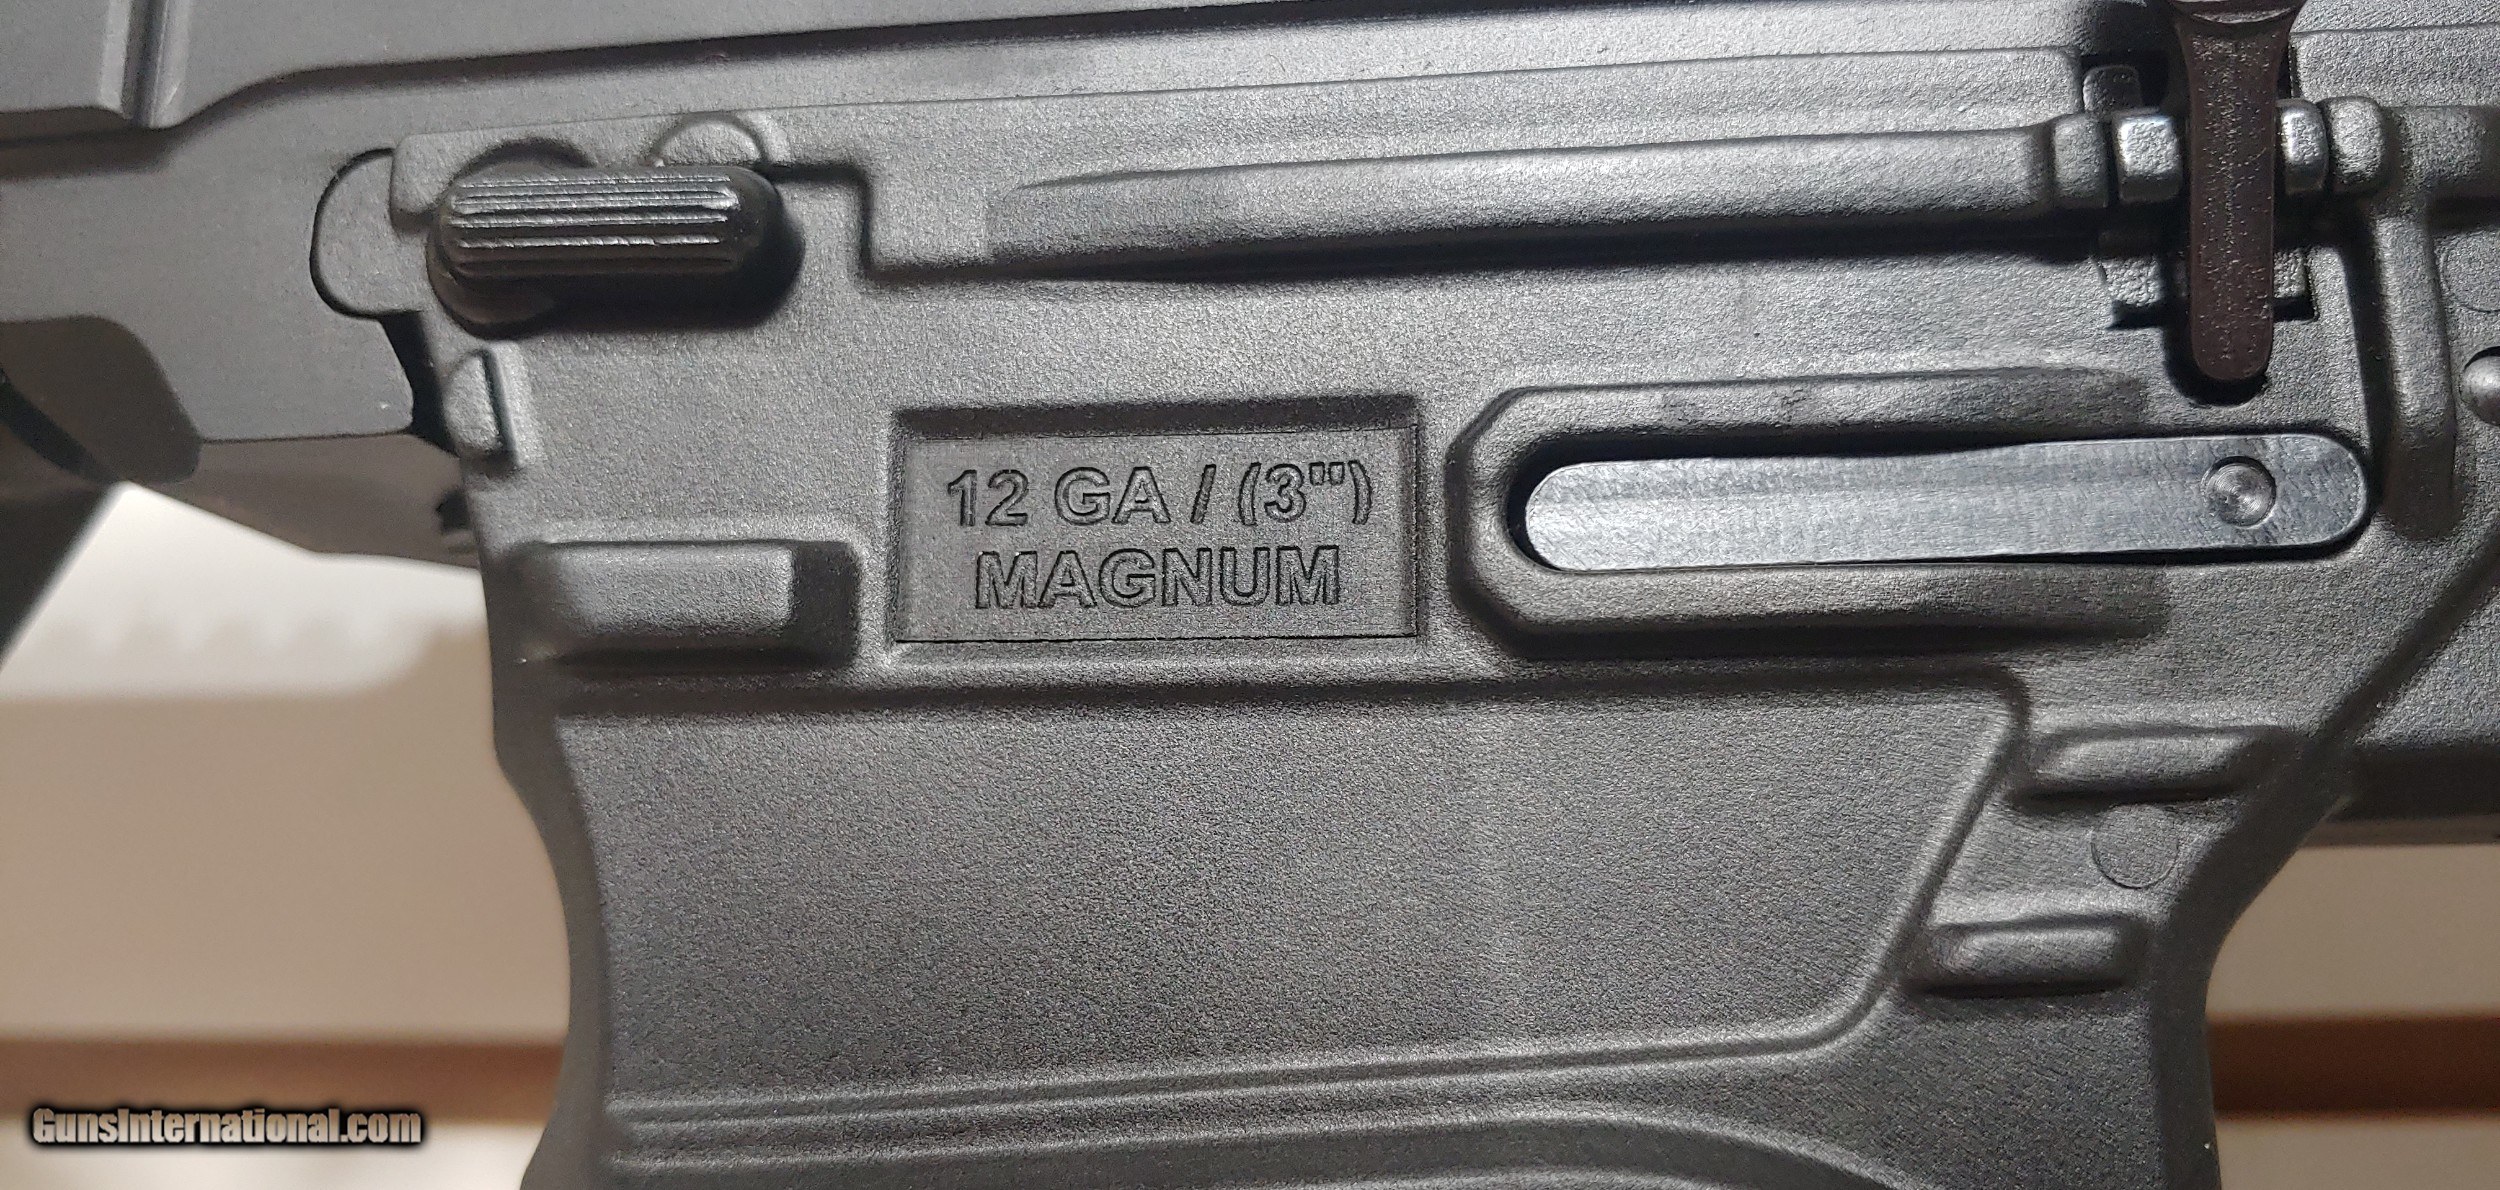 12 GA / (3")
MAGNUM
GunsInternational.com